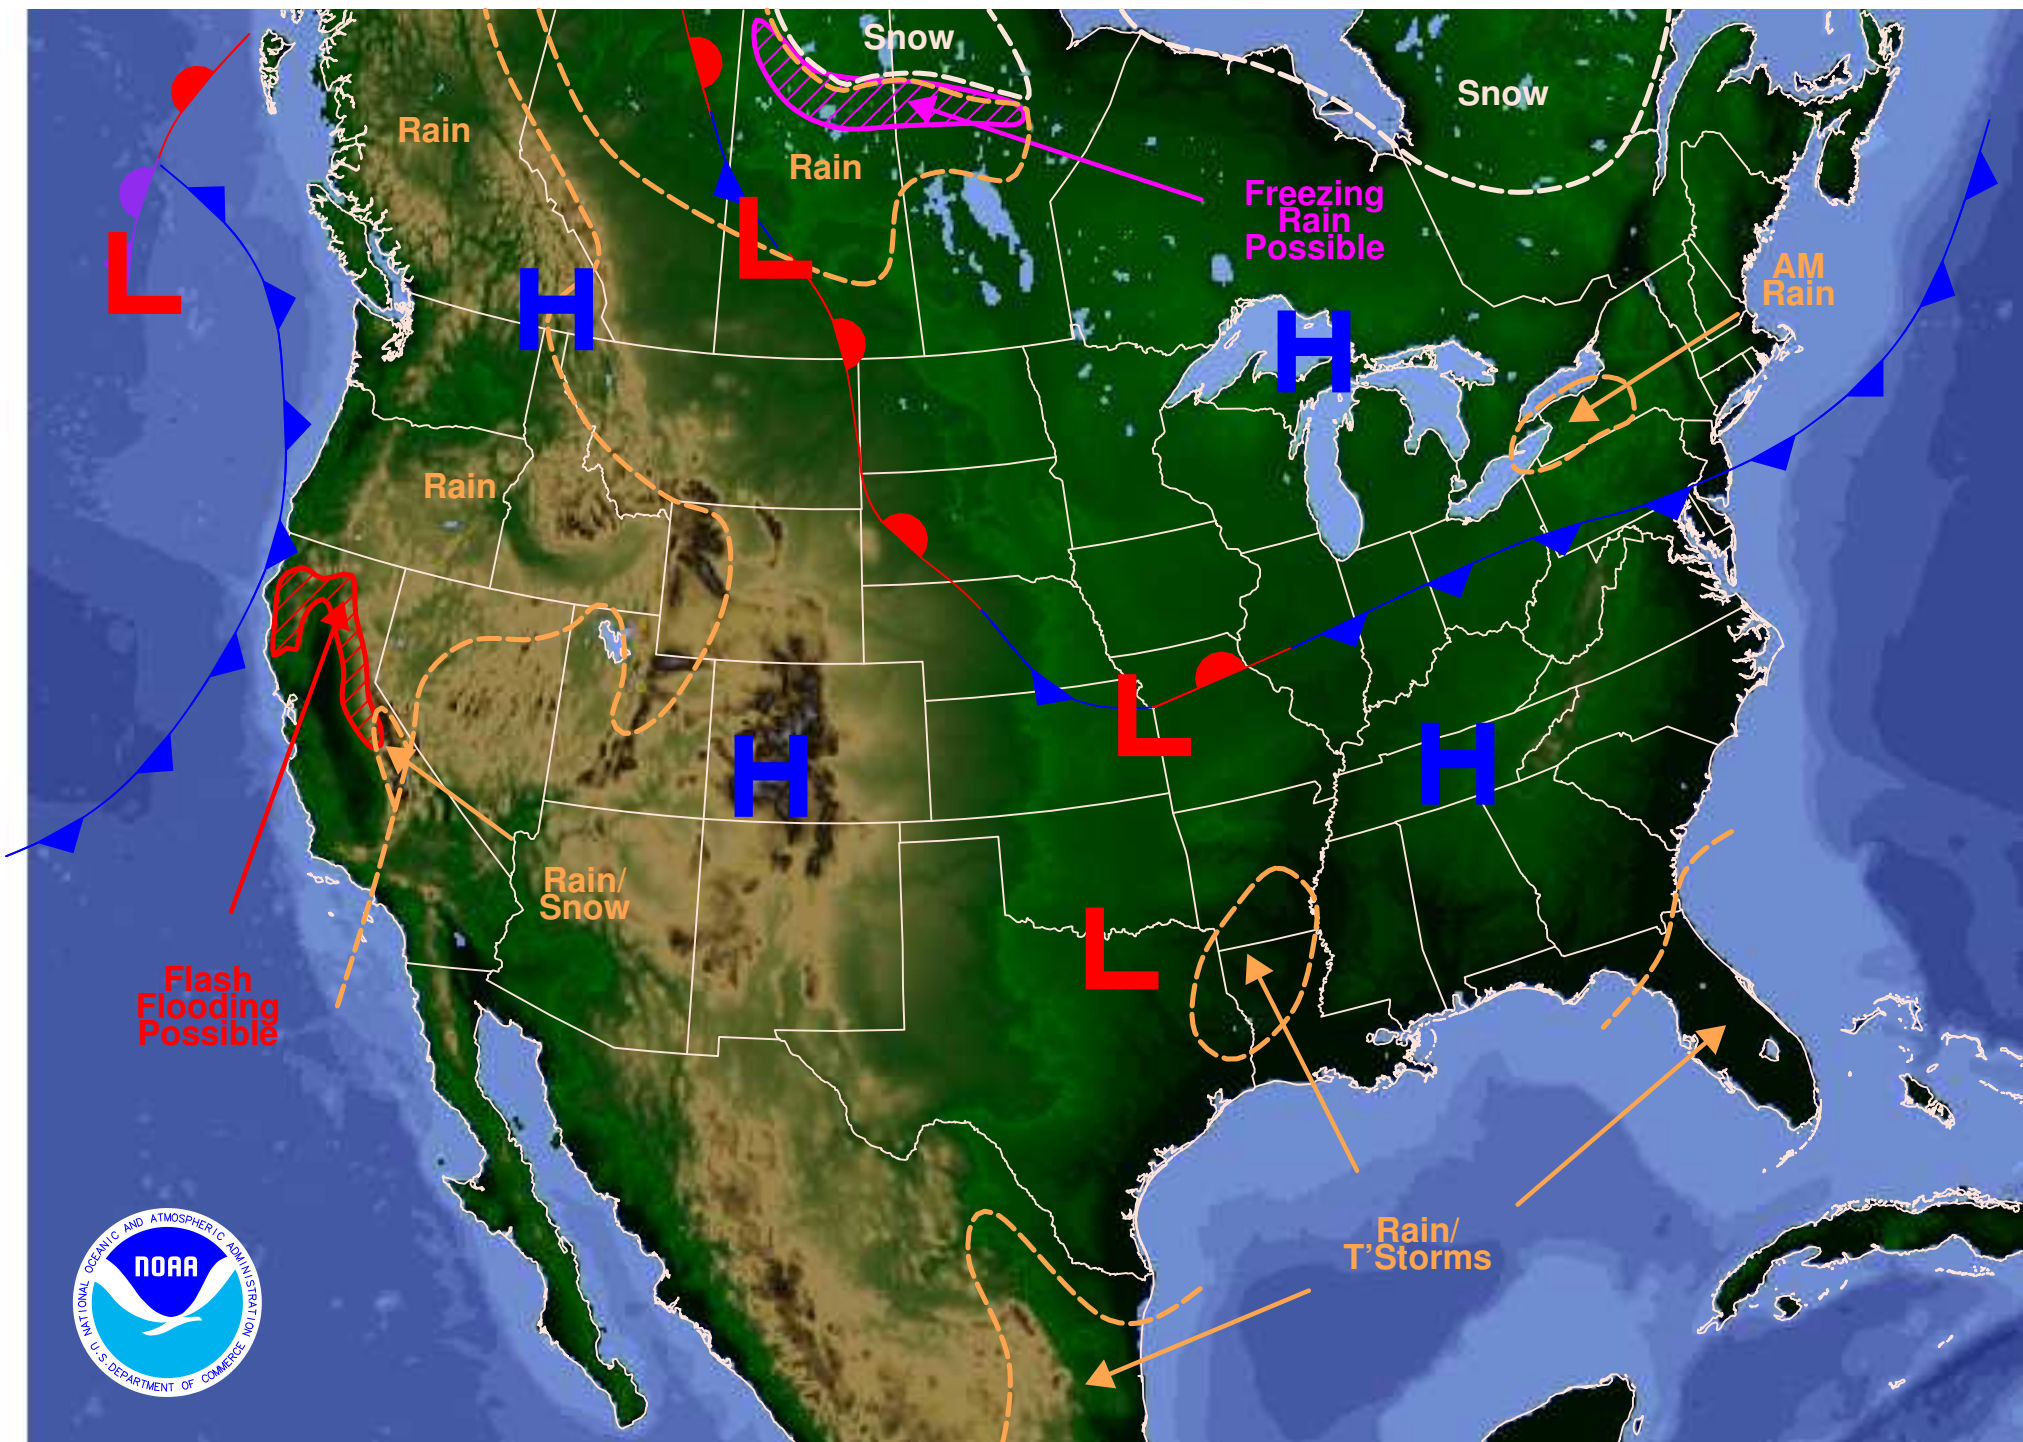 Snow
Snow
Rain
Rain
Freezing
Rain
Possible
AM
Rain
L
L
H
H
Rain
L
H
H
Rain/
Snow
L
Flash
Flooding
Possible
Rain/
T'Storms
NATIONAL OCEANIC AND ATMOSPHERIC ADMINISTRATION
NOAA
U.S. DEPARTMENT OF COMMERCE